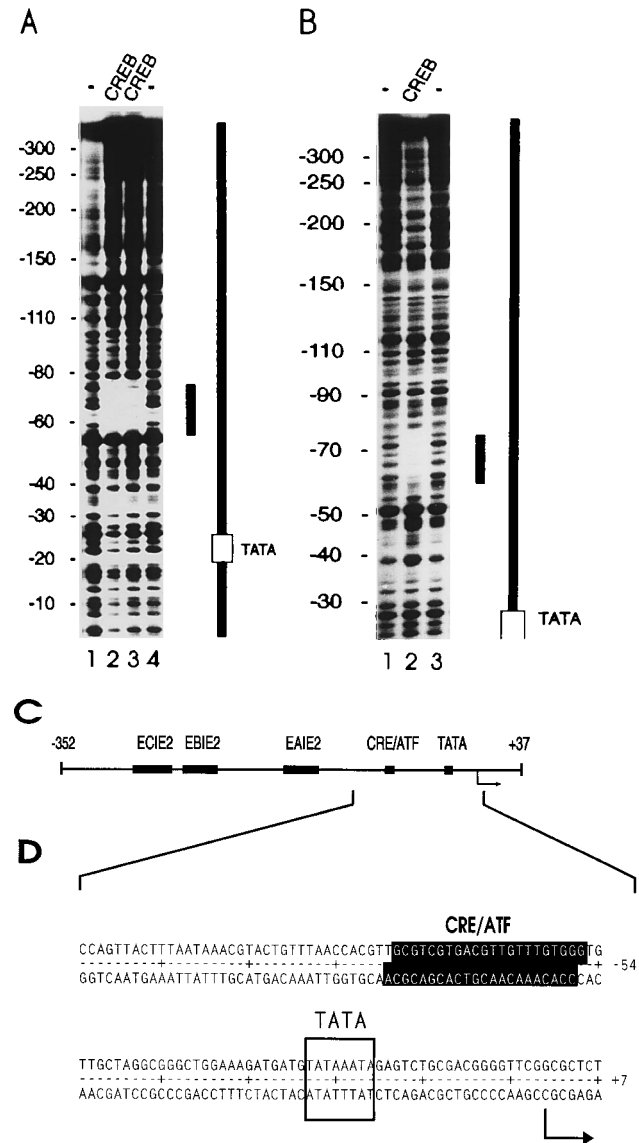 A
B
- CREB CREB -
- CREB -
-300 -
-250 -
-200 -
-150 -
-110 -
-80 -
-60 -
-40 -
-30 -
-20 -
-10 -
TATA
1 2 3 4
-300 -
-250 -
-200 -
-150 -
-110 -
-90 -
-70 -
-50 -
-40 -
-30 -
TATA
1 2 3
C
-352 ECIE2 EBIE2 EAIE2 CRE/ATF TATA +37
D
CRE/ATF
CCAGTTACTTTAATAAACGTACTGTTTAACCACGTTGCGTCGTGACGTTGTTTGTGGGTG
---------+---------+---------+---------+---------+---------+ -54
GGTCAATGAAATTATTTGCATGACAAATTGGTGCAACGCAGCACTGCAACAAACACCCAC
TATA
TTGCTAGGCGGGCTGGAAAGATGATGTATAAATAGAGTCTGCGACGGGGTTCGGCGCTCT
---------+---------+---------+---------+---------+---------+ +7
AACGATCCGCCCGACCTTTCTACTACATATTTATCTCAGACGCTGCCCCAAGCCGCGAGA